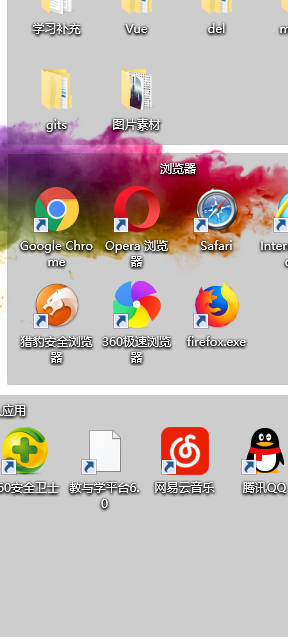 学习补充 Vue del
gits 图片素材
浏览器
Google Chro Opera 浏览 Safari Inter
me 器
猎豹安全浏览 360极速浏览 firefox.exe
器 器
应用
60安全卫士 教与学平台6. 网易云音乐 腾讯QQ
0